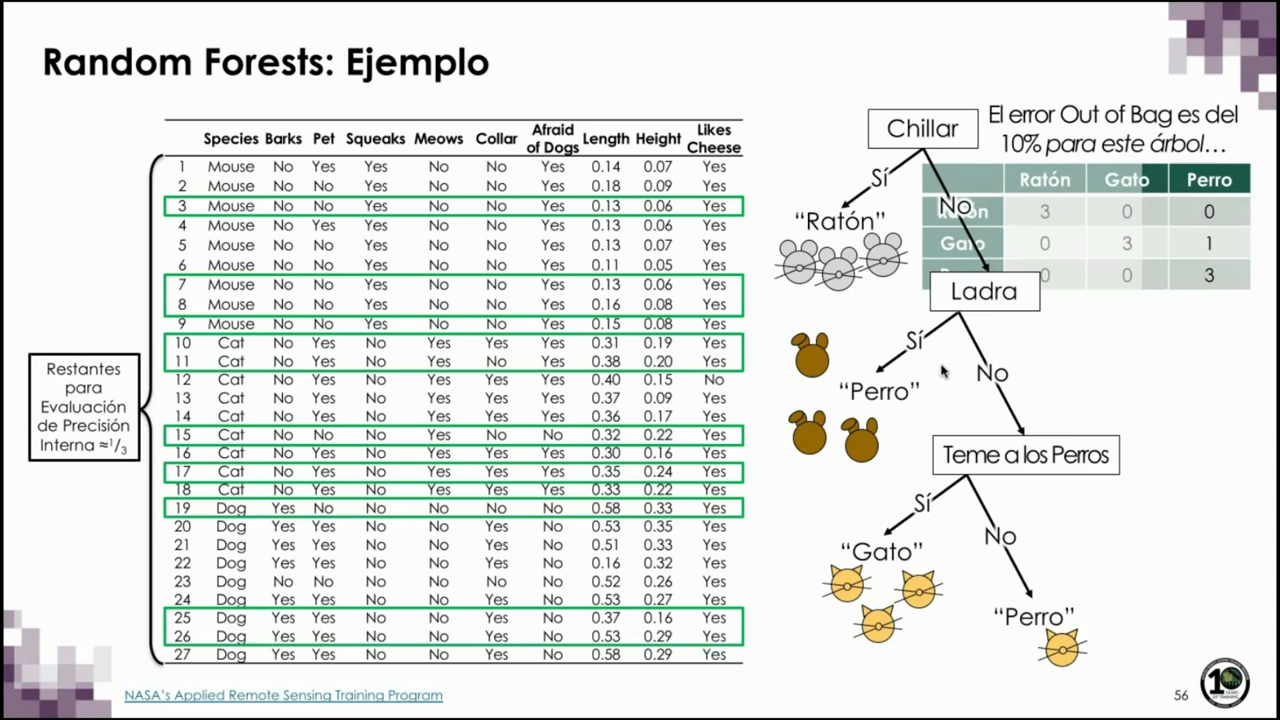 Random Forests: Ejemplo
Species Barks Pet Squeaks Meows Collar Afraid of Dogs Length Height Likes Cheese
1 Mouse No Yes Yes No No Yes 0.14 0.07 Yes
2 Mouse No No Yes No No Yes 0.18 0.09 Yes
3 Mouse No No Yes No No Yes 0.13 0.06 Yes
4 Mouse No Yes Yes No No Yes 0.13 0.06 Yes
5 Mouse No No Yes No No Yes 0.13 0.07 Yes
6 Mouse No No Yes No No Yes 0.11 0.05 Yes
7 Mouse No No Yes No No Yes 0.13 0.06 Yes
8 Mouse No No Yes No No Yes 0.16 0.08 Yes
9 Mouse No No Yes No No Yes 0.15 0.08 Yes
10 Cat No Yes No Yes Yes Yes 0.31 0.19 Yes
11 Cat No Yes No Yes No Yes 0.38 0.20 Yes
12 Cat No Yes No Yes Yes Yes 0.40 0.15 No
13 Cat No Yes No Yes Yes Yes 0.37 0.09 Yes
14 Cat No Yes No Yes Yes Yes 0.36 0.17 Yes
15 Cat No No No Yes No No 0.32 0.22 Yes
16 Cat No Yes No Yes Yes Yes 0.30 0.16 Yes
17 Cat No Yes No Yes Yes Yes 0.35 0.24 Yes
18 Cat No Yes No Yes Yes Yes 0.33 0.22 Yes
19 Dog Yes No No No No No 0.58 0.33 Yes
20 Dog Yes Yes No No Yes No 0.53 0.35 Yes
21 Dog Yes Yes No No Yes No 0.51 0.33 Yes
22 Dog Yes Yes No No Yes No 0.16 0.32 Yes
23 Dog No No No No No No 0.52 0.26 Yes
24 Dog Yes Yes No No Yes No 0.53 0.27 Yes
25 Dog Yes Yes No No Yes No 0.37 0.16 Yes
26 Dog Yes Yes No No Yes No 0.53 0.29 Yes
27 Dog Yes Yes No No Yes No 0.58 0.29 Yes
Restantes
para
Evaluación
de Precisión
Interna ≈1/3
El error Out of Bag es del
10% para este árbol…
Ratón Gato Perro
3 0 0
Gato 0 3 1
0 0 3
Chillar
Sí
No
“Ratón”
Ladra
Sí
No
“Perro”
Teme a los Perros
Sí
No
“Gato”
“Perro”
NASA's Applied Remote Sensing Training Program
56